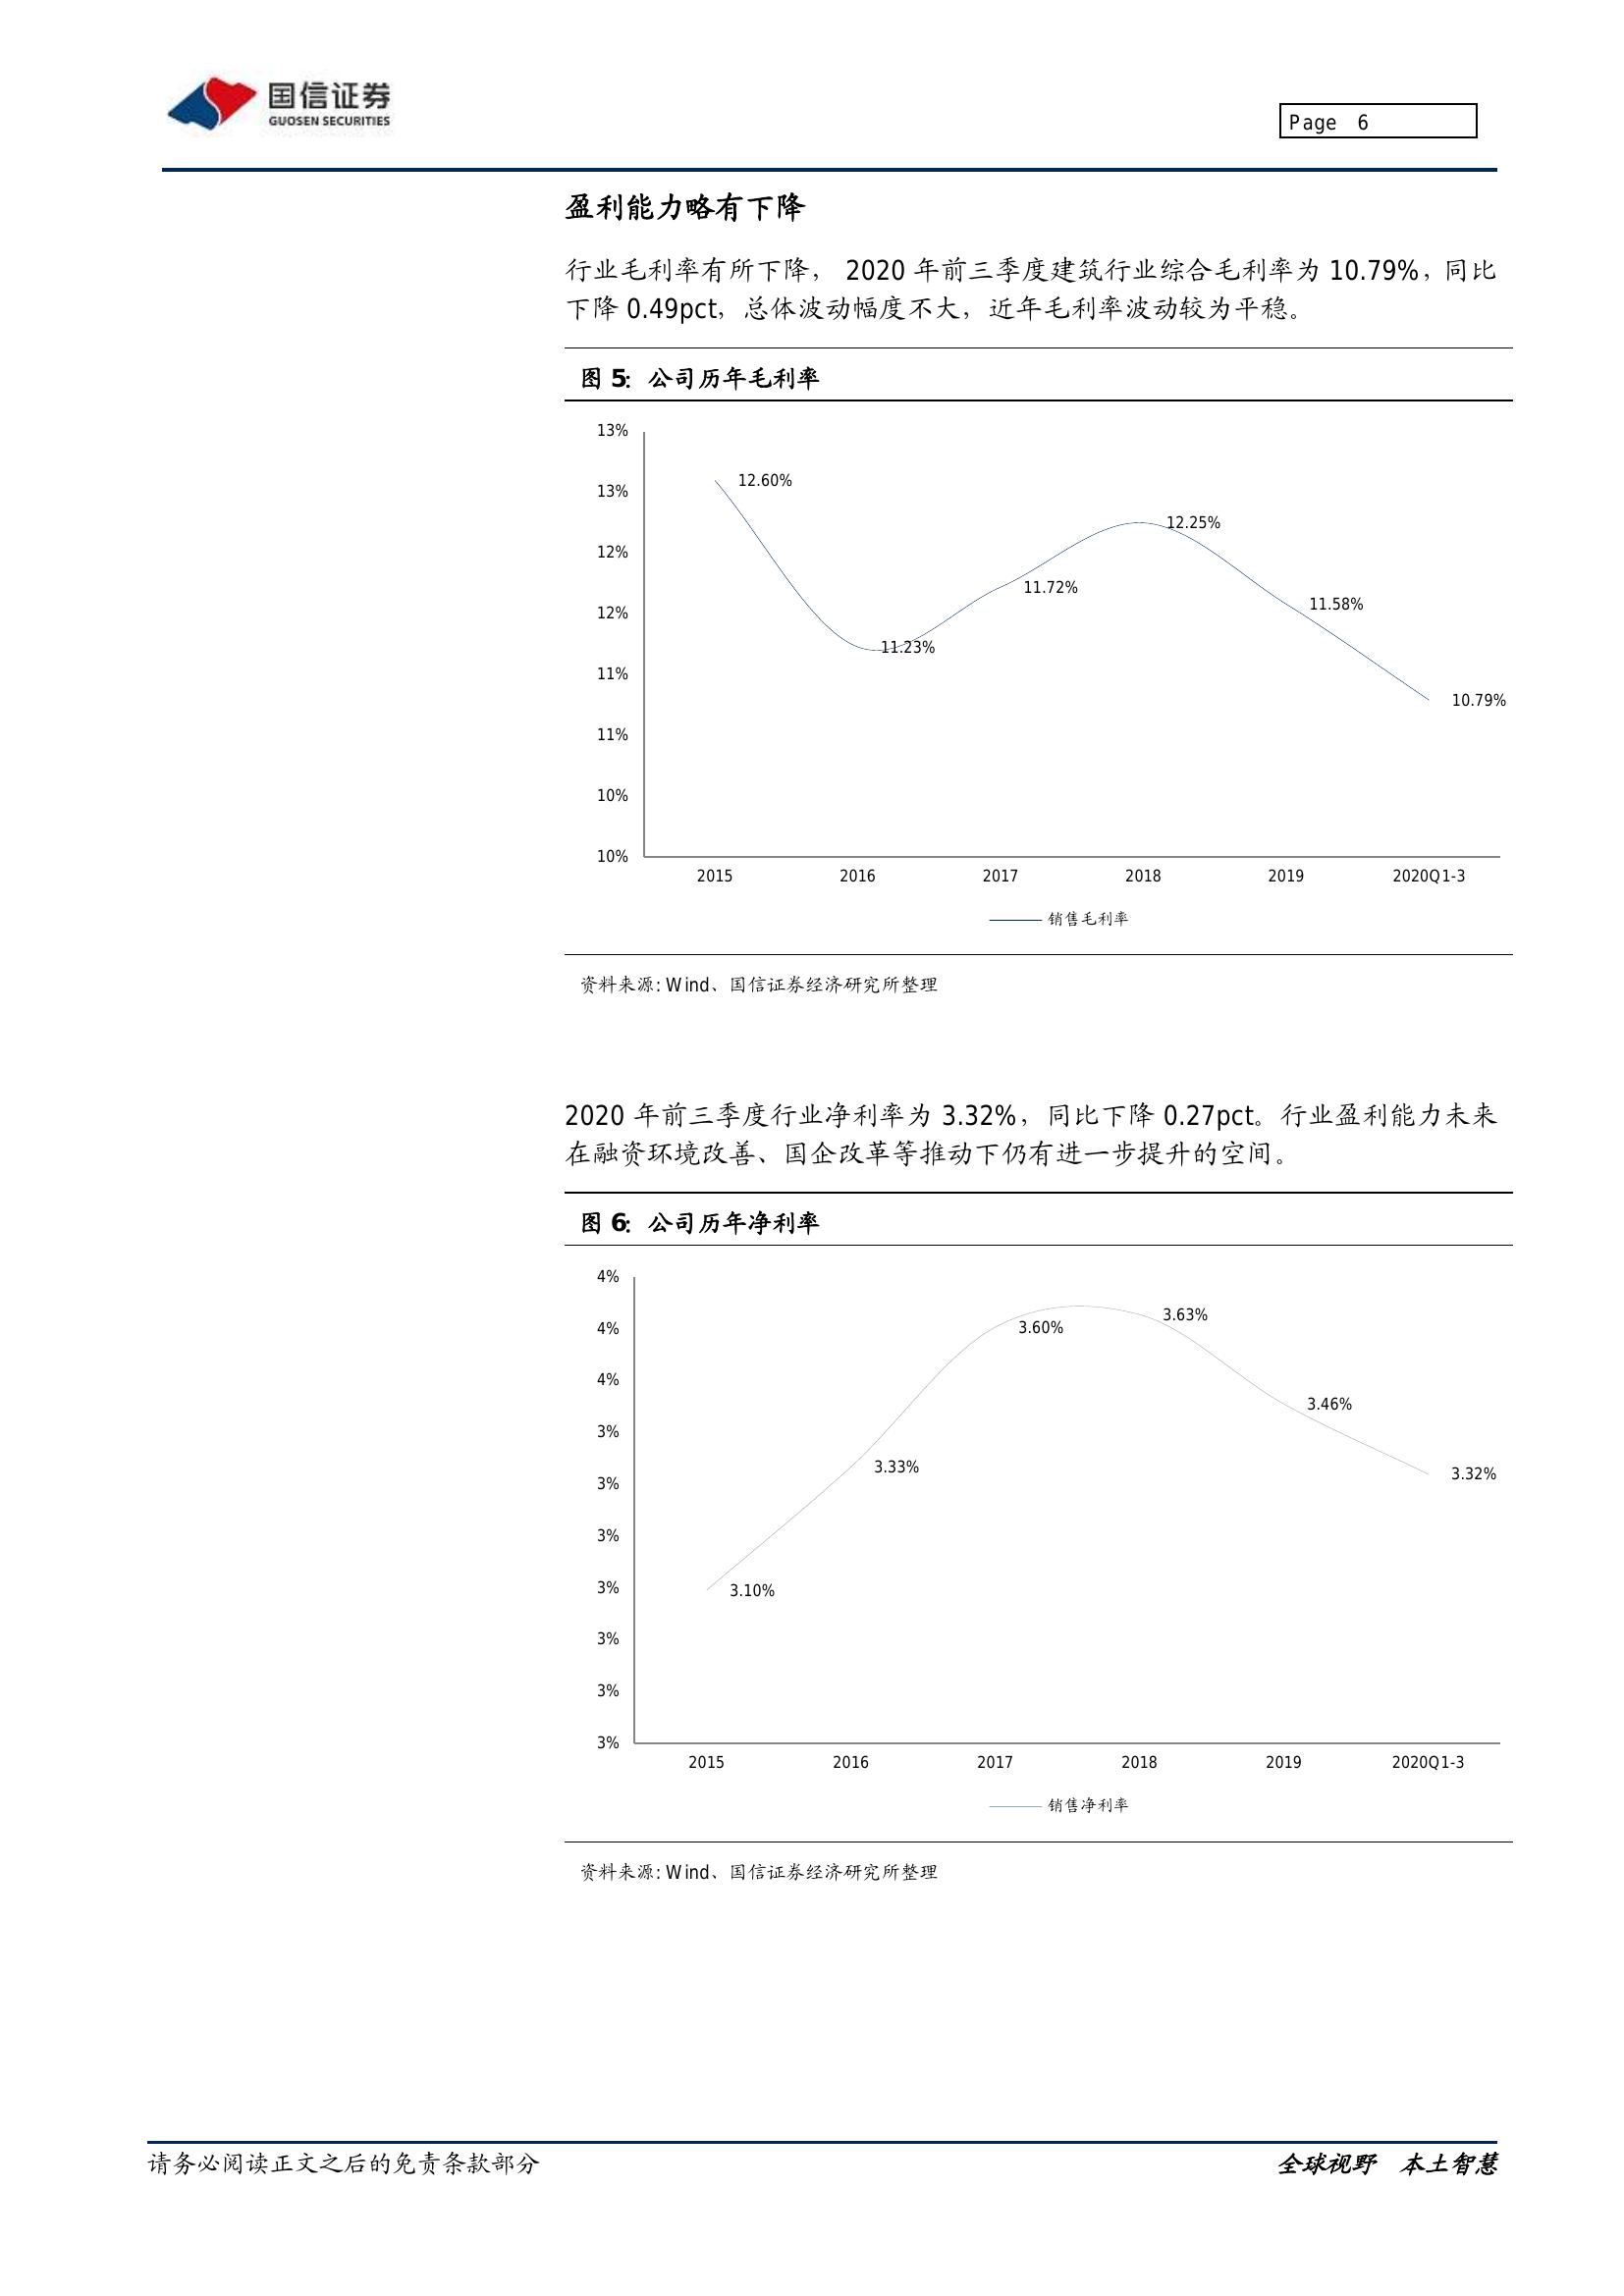 国信证券
GUOSEN SECURITIES
Page 6
盈利能力略有下降
行业毛利率有所下降， 2020 年前三季度建筑行业综合毛利率为 10.79%，同比
下降 0.49pct，总体波动幅度不大，近年毛利率波动较为平稳。
图 5：公司历年毛利率
13%
13%
12%
12%
11%
11%
10%
10%
12.60%
11.23%
11.72%
12.25%
11.58%
10.79%
2015 2016 2017 2018 2019 2020Q1-3
销售毛利率
资料来源: Wind、国信证券经济研究所整理
2020 年前三季度行业净利率为 3.32%，同比下降 0.27pct。行业盈利能力未来
在融资环境改善、国企改革等推动下仍有进一步提升的空间。
图 6：公司历年净利率
4%
4%
4%
3%
3%
3%
3%
3%
3%
3%
3.10%
3.33%
3.60%
3.63%
3.46%
3.32%
2015 2016 2017 2018 2019 2020Q1-3
销售净利率
资料来源: Wind、国信证券经济研究所整理
请务必阅读正文之后的免责条款部分
全球视野 本土智慧